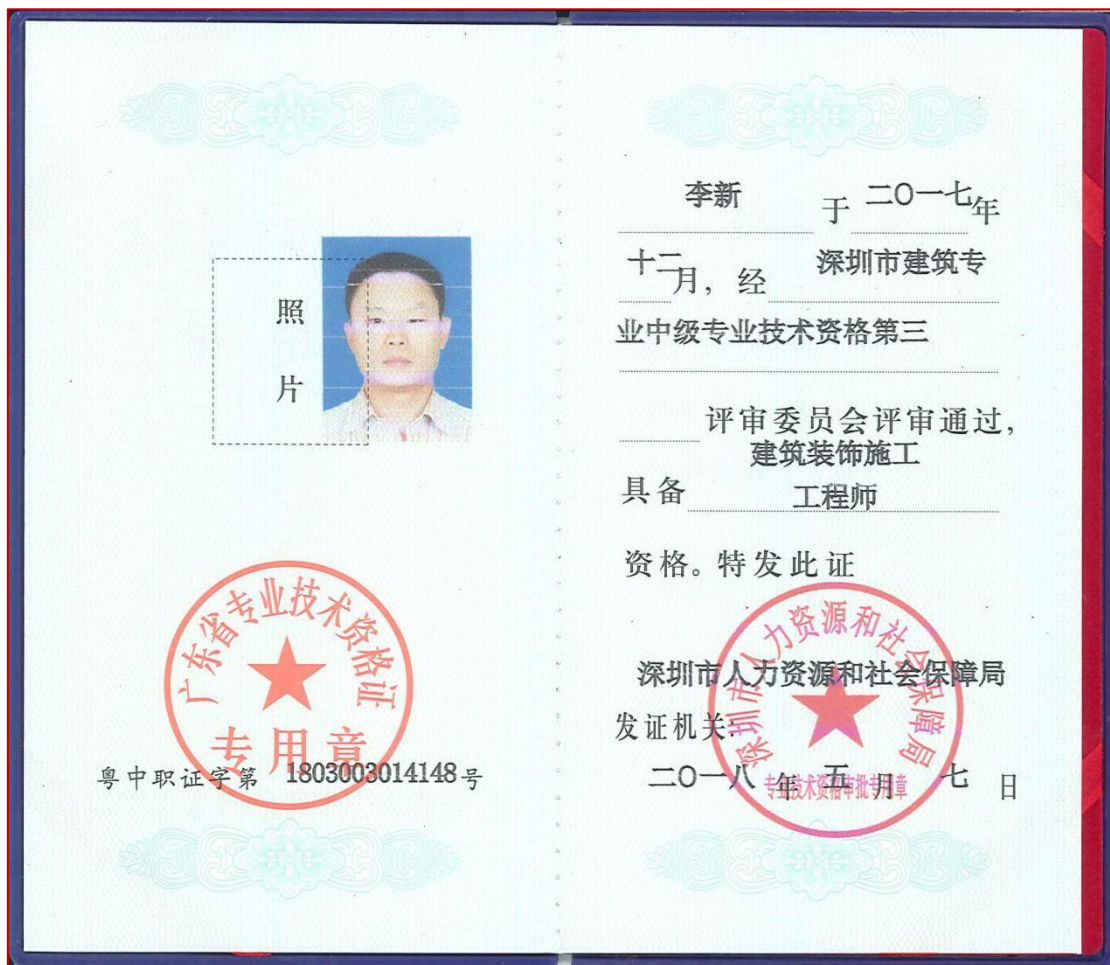 照
片
广东省专业技术资格证
专用章
粤中职证字第 1803003014148号
李新 于 二〇一七年
十二月，经 深圳市建筑专
业中级专业技术资格第三
评审委员会评审通过，
建筑装饰施工
具备 工程师
资格。特发此证
深圳市人力资源和社会保障局
深圳市人力资源和社会保障局
发证机关:
二〇一八 年 五 月 七 日
专业技术资格审批专用章